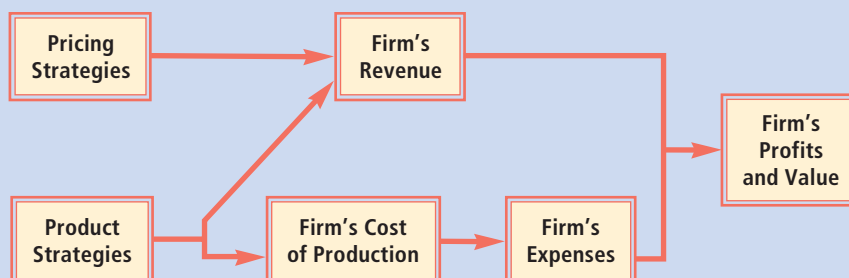 Pricing
Strategies
Firm's
Revenue
Firm's
Profits
and Value
Product
Strategies
Firm's Cost
of Production
Firm's
Expenses